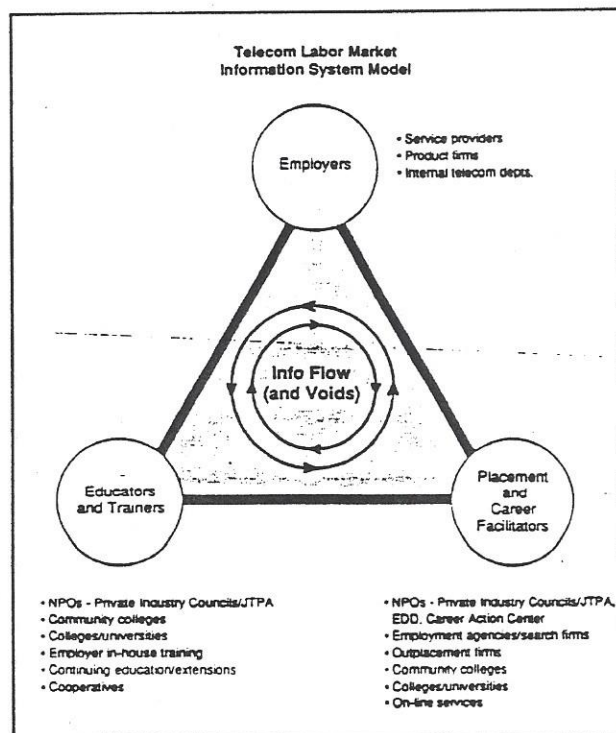 Telecom Labor Market
Information System Model
Employers
• Service providers
• Product firms
• Internal telecom depts.
Info Flow
(and Voids)
Educators
and Trainers
Placement
and
Career
Facilitators
• NPOs - Private Industry Councils/JTPA
• Community colleges
• Colleges/universities
• Employer in-house training
• Continuing education/extensions
• Cooperatives
• NPOs - Private Industry Councils/JTPA,
EDD, Career Action Center
• Employment agencies/search firms
• Outplacement firms
• Community colleges
• Colleges/universities
• On-line services